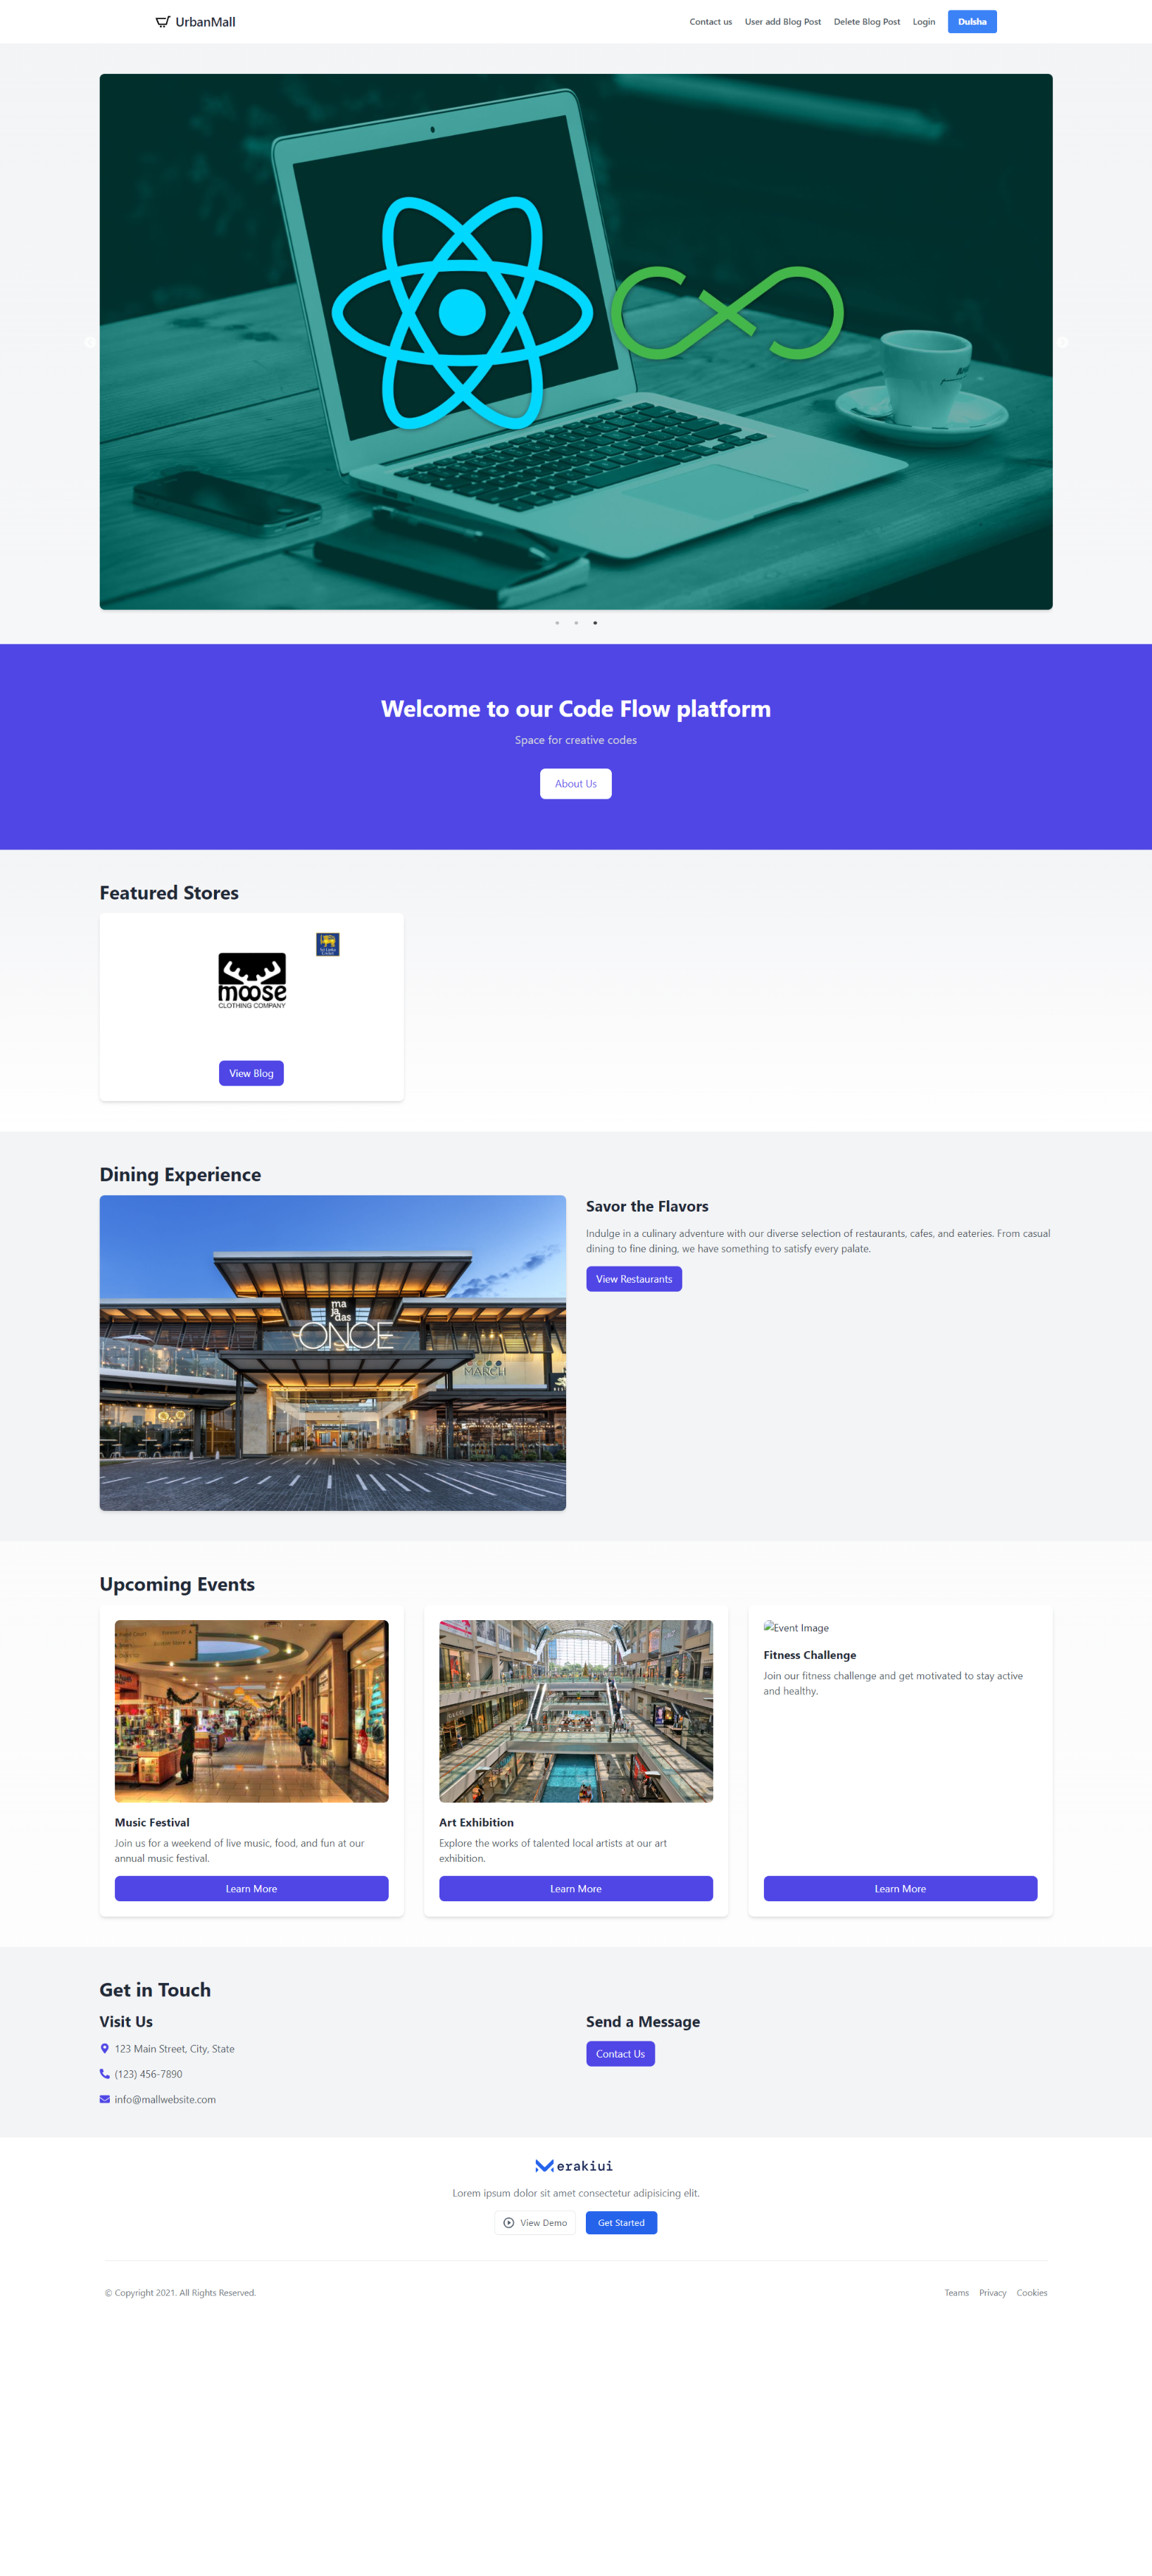 UrbanMall
Contact us
User add Blog Post
Delete Blog Post
Login
Dulsha
Welcome to our Code Flow platform
Space for creative codes
About Us
Featured Stores
moose
CLOTHING COMPANY
View Blog
Dining Experience
ma
ja
das
ONCE
MARCH
Savor the Flavors
Indulge in a culinary adventure with our diverse selection of restaurants, cafes, and eateries. From casual
dining to fine dining, we have something to satisfy every palate.
View Restaurants
Upcoming Events
Music Festival
Join us for a weekend of live music, food, and fun at our
annual music festival.
Learn More
Art Exhibition
Explore the works of talented local artists at our art
exhibition.
Learn More
Event Image
Fitness Challenge
Join our fitness challenge and get motivated to stay active
and healthy.
Learn More
Get in Touch
Visit Us
123 Main Street, City, State
(123) 456-7890
info@mallwebsite.com
Send a Message
Contact Us
erakiui
Lorem ipsum dolor sit amet consectetur adipisicing elit.
View Demo
Get Started
© Copyright 2021. All Rights Reserved.
Teams
Privacy
Cookies